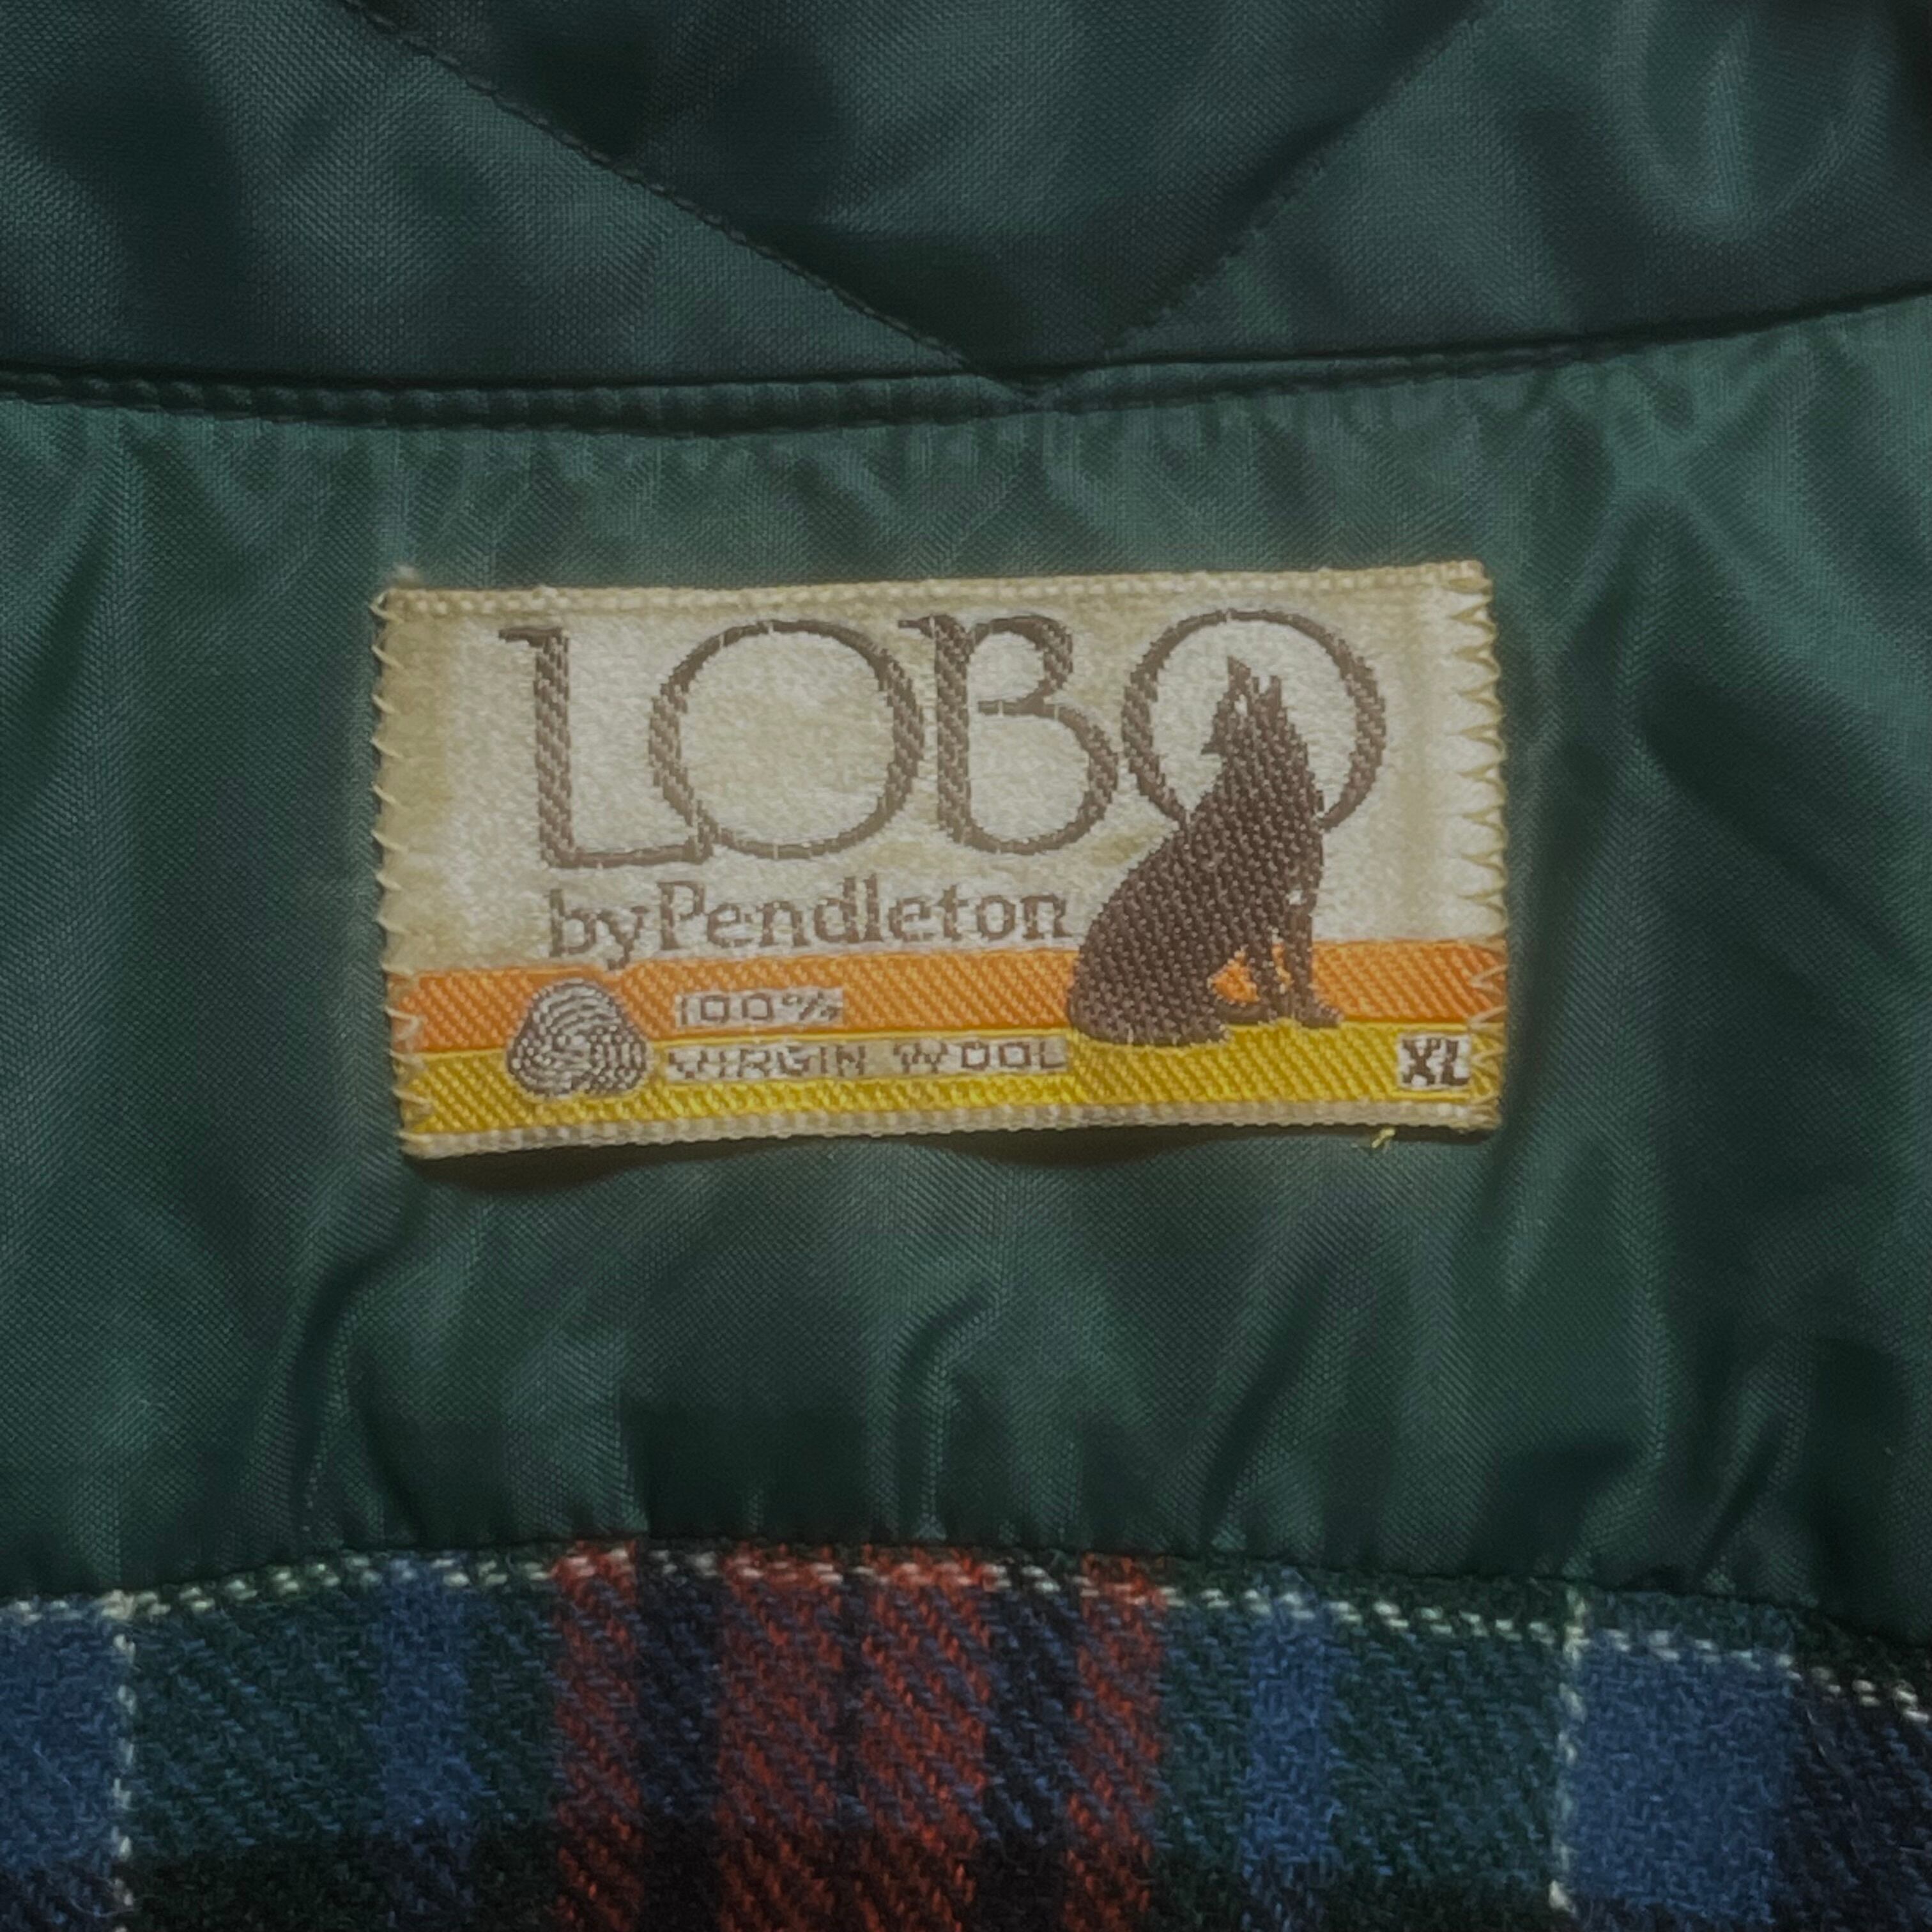 LOBO
by Pendleton
100%
VIRGIN WOOL
XL